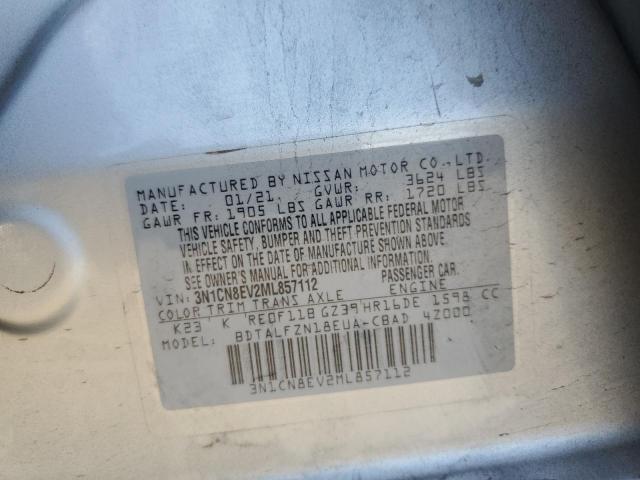 MANUFACTURED BY NISSAN MOTOR CO., LTD.
DATE: 01/21 GVWR: 3624 LBS
GAWR FR: 1905 LBS GAWR RR: 1720 LBS
THIS VEHICLE CONFORMS TO ALL APPLICABLE FEDERAL MOTOR
VEHICLE SAFETY, BUMPER AND THEFT PREVENTION STANDARDS
IN EFFECT ON THE DATE OF MANUFACTURE SHOWN ABOVE.
SEE OWNER'S MANUAL FOR ADDITIONAL INFORMATION.
VIN: 3N1CN8EV2ML857112 PASSENGER CAR.
COLOR TRIM TRANS AXLE ENGINE
K23 K RE0F11B GZ39 HR16DE 1598 CC
MODEL: BDTALFZN18EUA-CBAD 4Z000
3N1CN8EV2ML857112